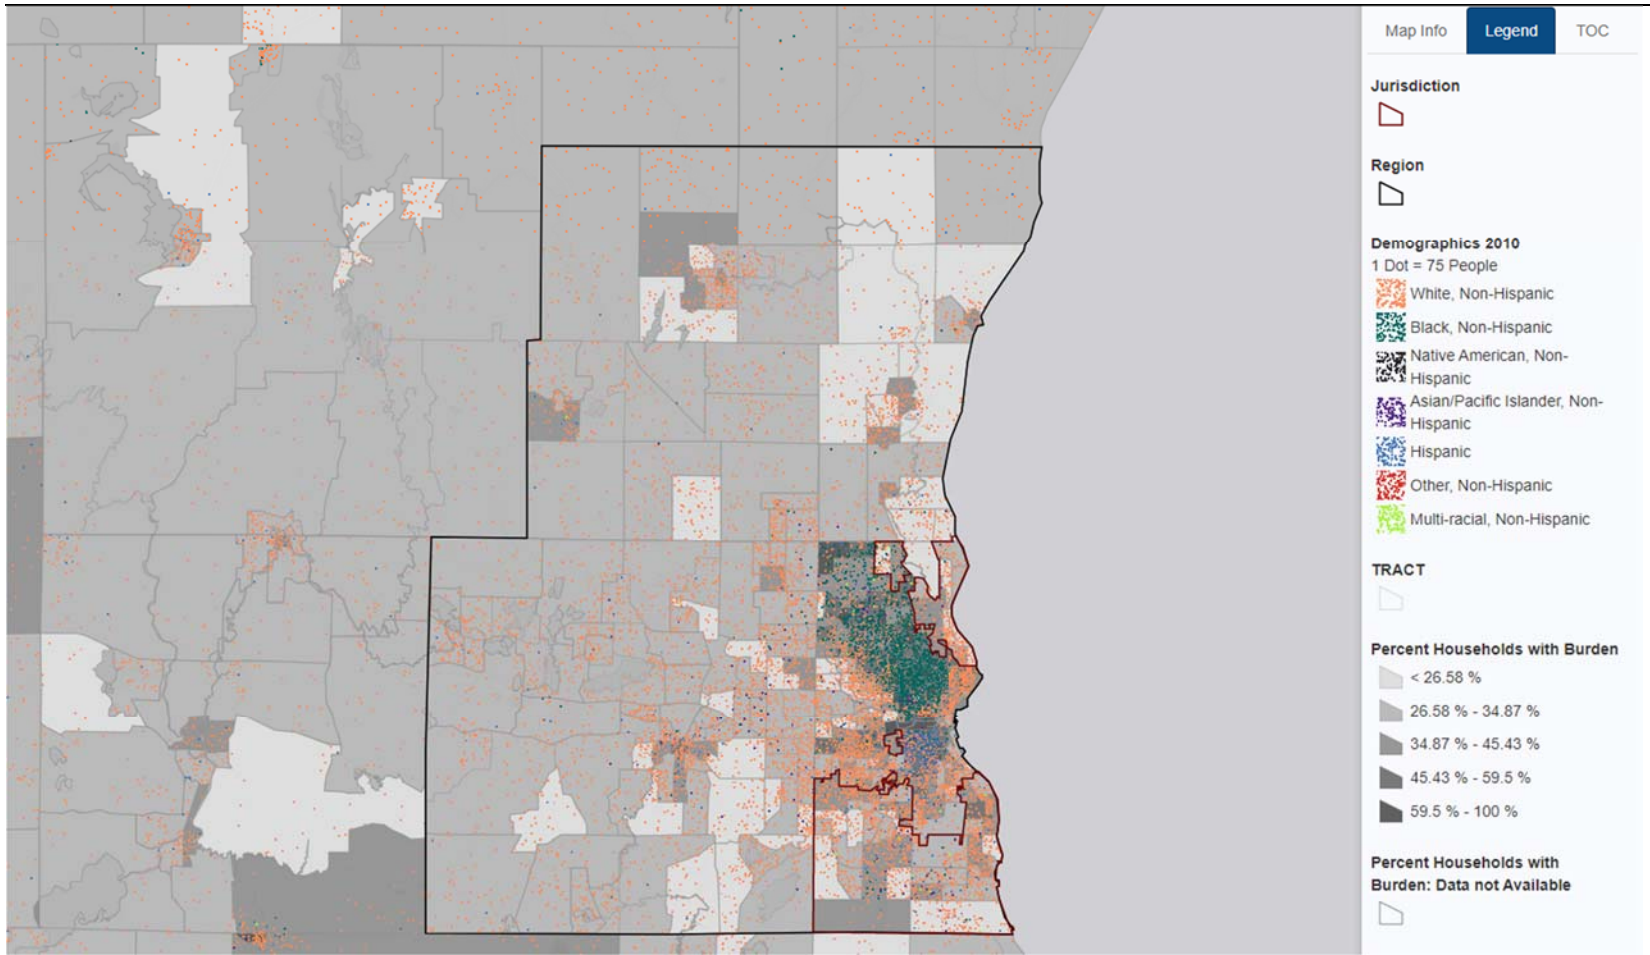 Map Info Legend TOC
Jurisdiction
Region
Demographics 2010
1 Dot = 75 People
White, Non-Hispanic
Black, Non-Hispanic
Native American, Non-
Hispanic
Asian/Pacific Islander, Non-
Hispanic
Hispanic
Other, Non-Hispanic
Multi-racial, Non-Hispanic
TRACT
Percent Households with Burden
< 26.58 %
26.58 % - 34.87 %
34.87 % - 45.43 %
45.43 % - 59.5 %
59.5 % - 100 %
Percent Households with
Burden: Data not Available